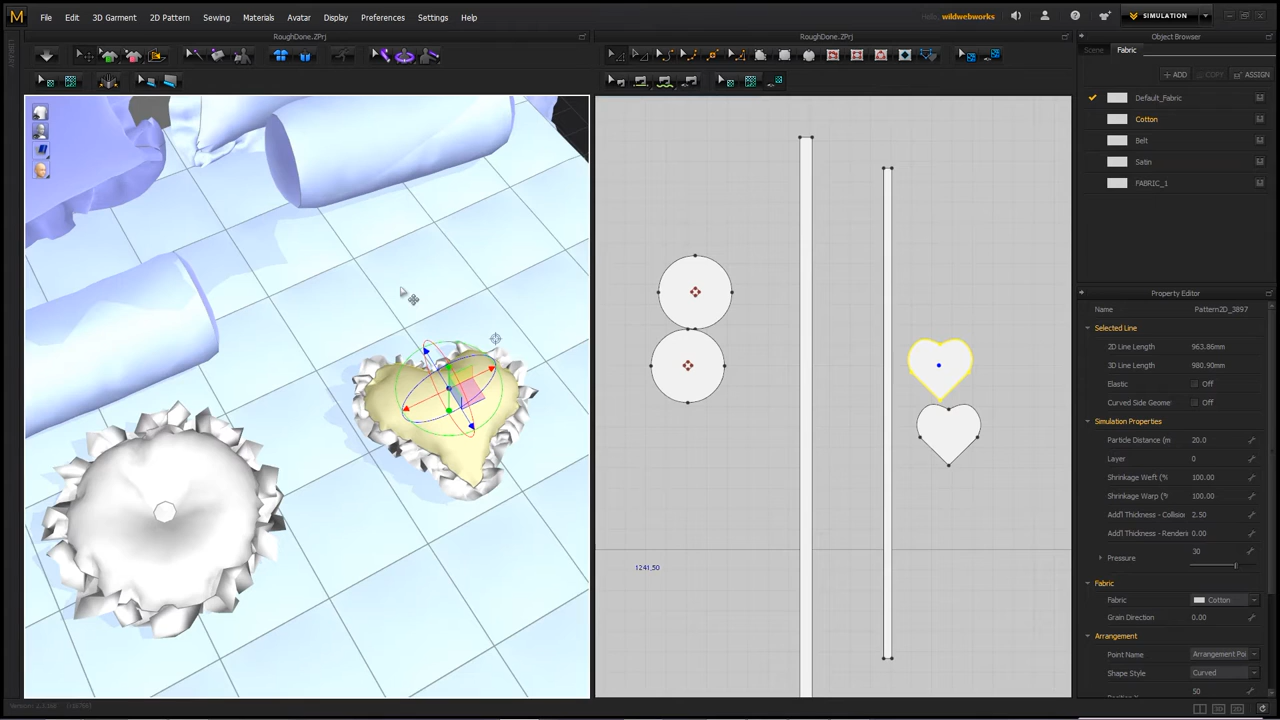 M File Edit 3D Garment 2D Pattern Sewing Materials Avatar Display Preferences Settings Help Hello, wildwebworks SIMULATION
RoughDone.ZPrj RoughDone.ZPrj Object Browser
LIBRARY
Scene Fabric
ADD COPY ASSIGN
Default_Fabric
Cotton
Belt
Satin
FABRIC_1
Property Editor
Name Pattern2D_3897
Selected Line
2D Line Length 963.86mm
3D Line Length 980.90mm
Elastic Off
Curved Side Geome Off
Simulation Properties
Particle Distance (m 20.0
Layer 0
Shrinkage Weft (% 100.00
Shrinkage Warp (% 100.00
Add'l Thickness - Collisio 2.50
Add'l Thickness - Renderi 0.00
Pressure 30
Fabric
Fabric Cotton
Grain Direction 0.00
Arrangement
Point Name Arrangement Poi
Shape Style Curved
50
1241,50
3D 2D